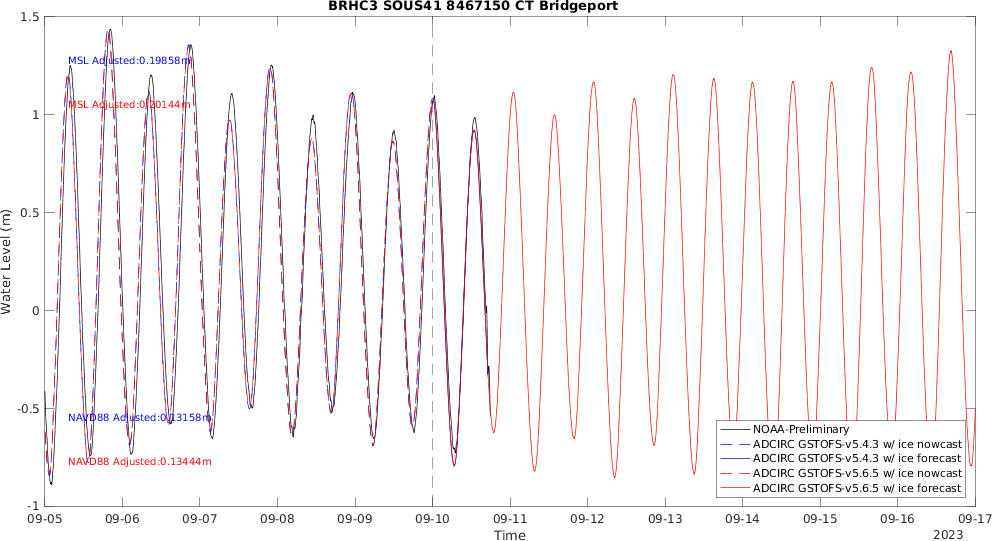 BRHC3 SOUS41 8467150 CT Bridgeport
1.5
MSL Adjusted:0.19858m
MSL Adjusted:0.20144m
1
0.5
Water Level (m)
0
-0.5
NAVD88 Adjusted:0.13158m
NAVD88 Adjusted:0.13444m
NOAA-Preliminary
ADCIRC GSTOFS-v5.4.3 w/ ice nowcast
ADCIRC GSTOFS-v5.4.3 w/ ice forecast
ADCIRC GSTOFS-v5.6.5 w/ ice nowcast
ADCIRC GSTOFS-v5.6.5 w/ ice forecast
-1
09-05 09-06 09-07 09-08 09-09 09-10 09-11 09-12 09-13 09-14 09-15 09-16 09-17
Time
2023